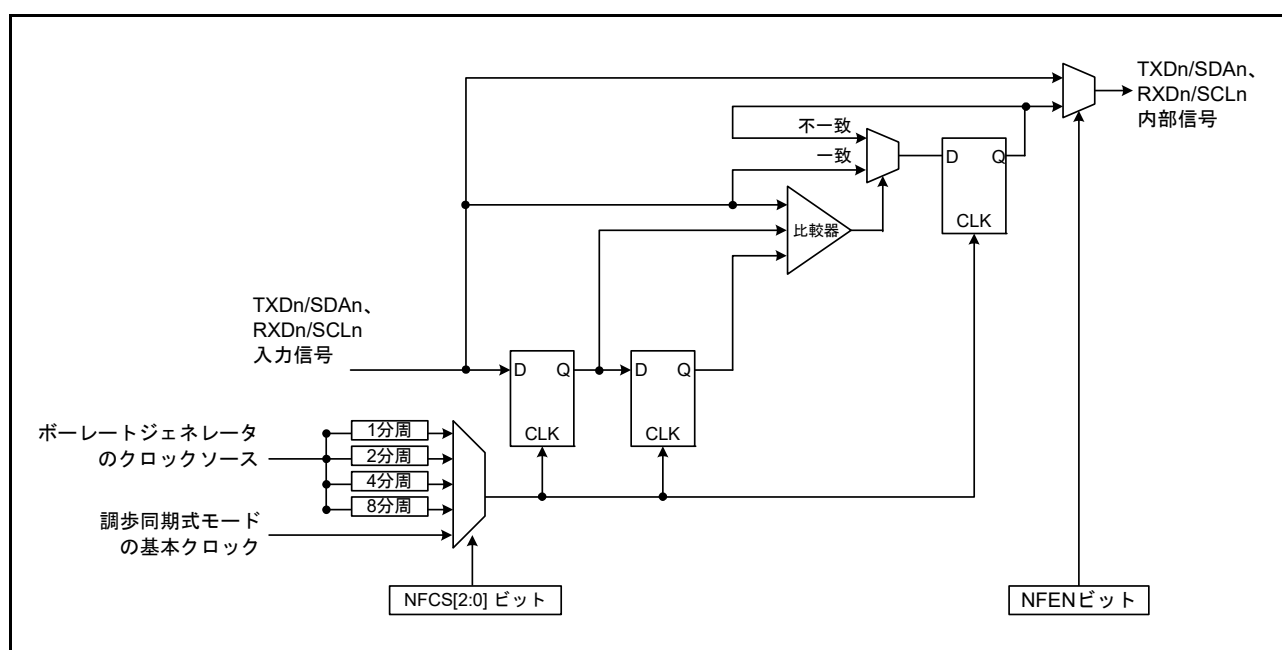 TXDn/SDAn、
RXDn/SCLn
内部信号
不一致
一致
D
Q
CLK
比較器
TXDn/SDAn、
RXDn/SCLn
入力信号
D
Q
CLK
D
Q
CLK
ボーレートジェネレータ
のクロックソース
1分周
2分周
4分周
8分周
調歩同期式モード
の基本クロック
NFCS[2:0] ビット
NFENビット